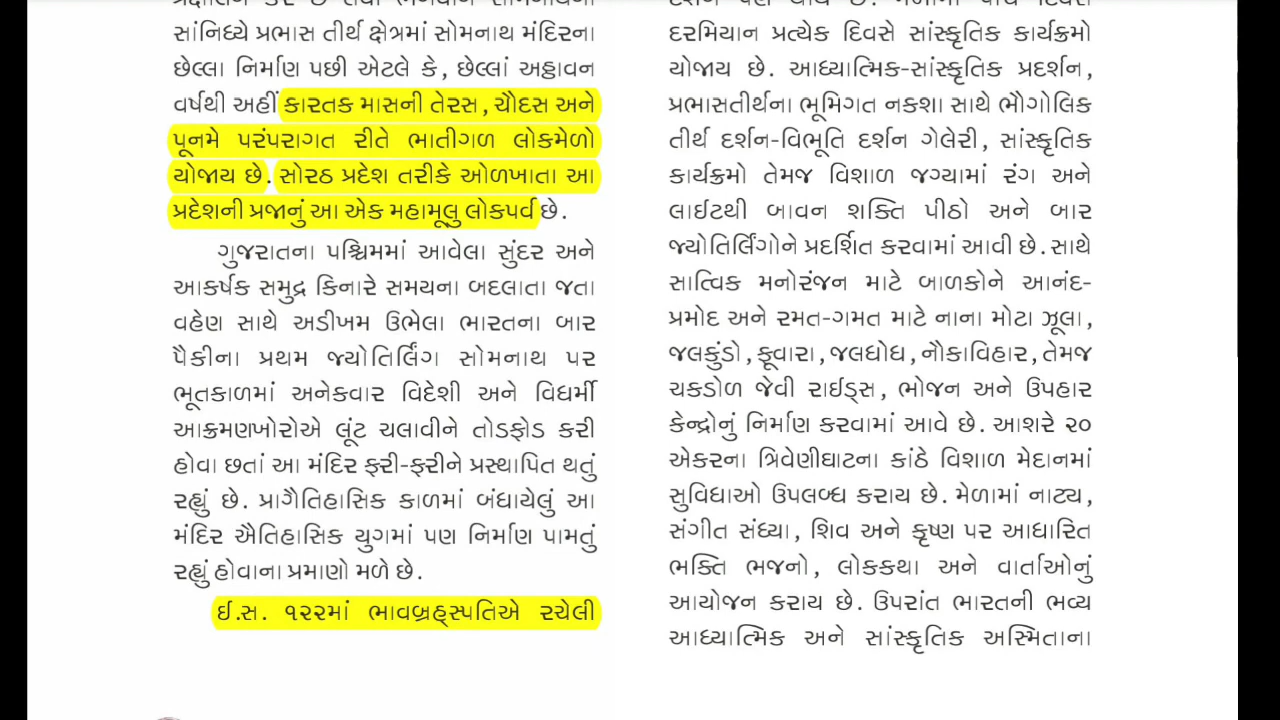 સાંનિધ્યે પ્રભાસ તીર્થ ક્ષેત્રમાં સોમનાથ મંદિરના
છેલ્લા નિર્માણ પછી એટલે કે, છેલ્લાં અઠ્ઠાવન
વર્ષથી અહીં કારતક માસની તેરસ, ચૌદસ અને
પૂનમે પરંપરાગત રીતે ભાતીગળ લોકમેળો
યોજાય છે. સોરઠ પ્રદેશ તરીકે ઓળખાતા આ
પ્રદેશની પ્રજાનું આ એક મહામૂલુ લોકપર્વ છે.
ગુજરાતના પશ્ચિમમાં આવેલા સુંદર અને
આકર્ષક સમુદ્ર કિનારે સમયના બદલાતા જતા
વહેણ સાથે અડીખમ ઉભેલા ભારતના બાર
પૈકીના પ્રથમ જ્યોતિર્લિંગ સોમનાથ પર
ભૂતકાળમાં અનેકવાર વિદેશી અને વિધર્મી
આક્રમણખોરોએ લૂંટ ચલાવીને તોડફોડ કરી
હોવા છતાં આ મંદિર ફરી-ફરીને પ્રસ્થાપિત થતું
રહ્યું છે. પ્રાગૈતિહાસિક કાળમાં બંધાયેલું આ
મંદિર ઐતિહાસિક યુગમાં પણ નિર્માણ પામતું
રહ્યું હોવાના પ્રમાણો મળે છે.
ઈ.સ. ૧૨૨માં ભાવબ્રહ્સ્પતિએ રચેલી
દર્શન પણ થાય છે. મેળામાં પાંચ દિવસ
દરમિયાન પ્રત્યેક દિવસે સાંસ્કૃતિક કાર્યક્રમો
યોજાય છે. આધ્યાત્મિક-સાંસ્કૃતિક પ્રદર્શન,
પ્રભાસતીર્થના ભૂમિગત નકશા સાથે ભૌગોલિક
તીર્થ દર્શન-વિભૂતિ દર્શન ગેલેરી, સાંસ્કૃતિક
કાર્યક્રમો તેમજ વિશાળ જગ્યામાં રંગ અને
લાઈટથી બાવન શક્તિ પીઠો અને બાર
જ્યોતિર્લિંગોને પ્રદર્શિત કરવામાં આવી છે. સાથે
સાત્વિક મનોરંજન માટે બાળકોને આનંદ-
પ્રમોદ અને રમત-ગમત માટે નાના મોટા ઝૂલા,
જલકુંડો, ફૂવારા, જલધોધ, નૌકાવિહાર, તેમજ
ચકડોળ જેવી રાઈડ્સ, ભોજન અને ઉપહાર
કેન્દ્રોનું નિર્માણ કરવામાં આવે છે. આશરે ૨૦
એકરના ત્રિવેણીઘાટના કાંઠે વિશાળ મેદાનમાં
સુવિધાઓ ઉપલબ્ધ કરાય છે. મેળામાં નાટ્ય,
સંગીત સંધ્યા, શિવ અને કૃષ્ણ પર આધારિત
ભક્તિ ભજનો, લોકકથા અને વાર્તાઓનું
આયોજન કરાય છે. ઉપરાંત ભારતની ભવ્ય
આધ્યાત્મિક અને સાંસ્કૃતિક અસ્મિતાના